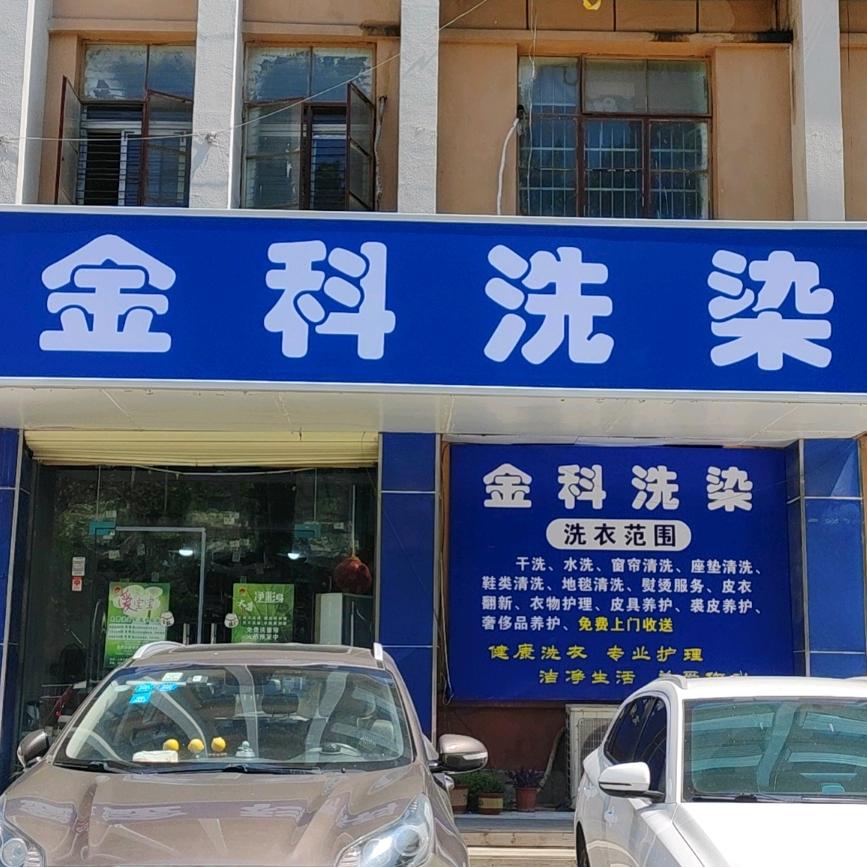 金科洗染
金科洗染
洗衣范围
干洗、水洗、窗帘清洗、座垫清洗、
鞋类清洗、地毯清洗、熨烫服务、皮衣
翻新、衣物护理、皮具养护、裘皮养护、
奢侈品养护、免费上门收送
健康洗衣 专业护理
洁净生活